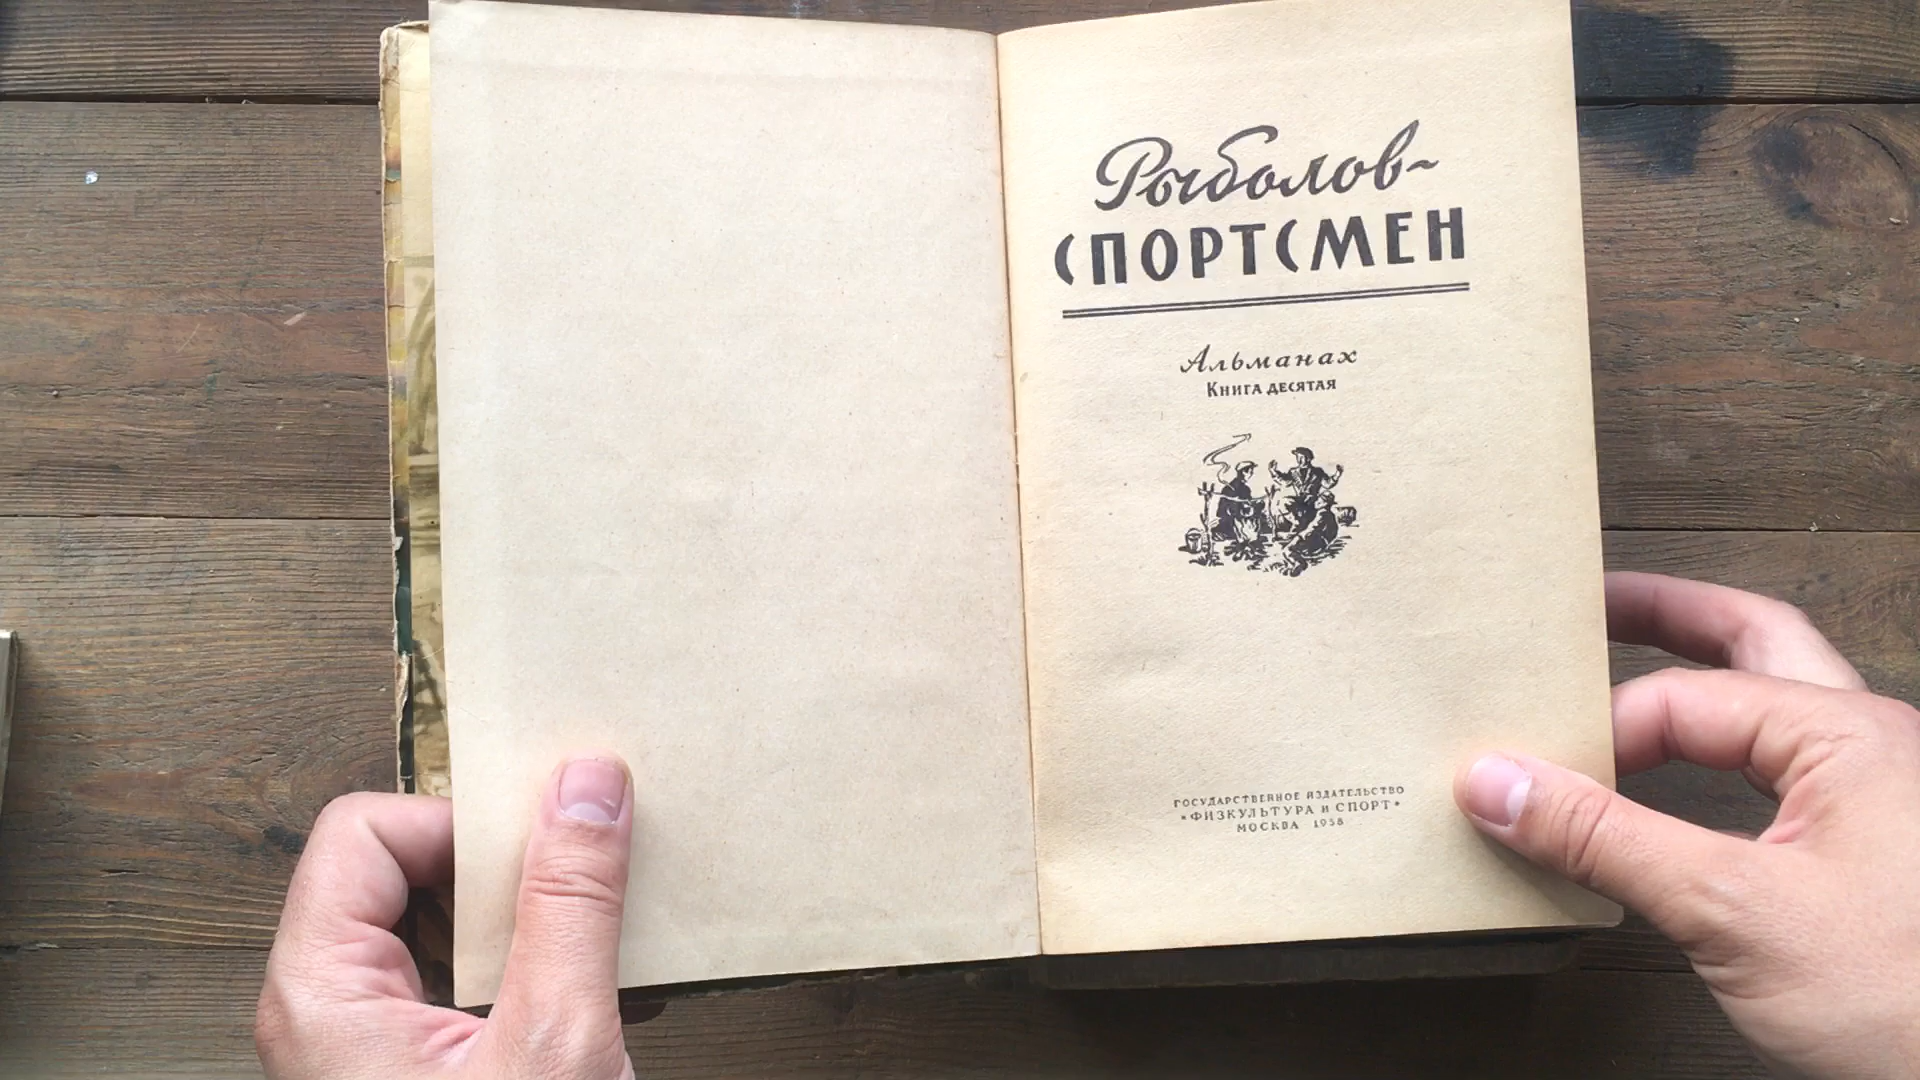 Рыболов-
СПОРТСМЕН
Альманах
Книга десятая
ГОСУДАРСТВЕННОЕ ИЗДАТЕЛЬСТВО
«ФИЗКУЛЬТУРА И СПОРТ»
МОСКВА 1958